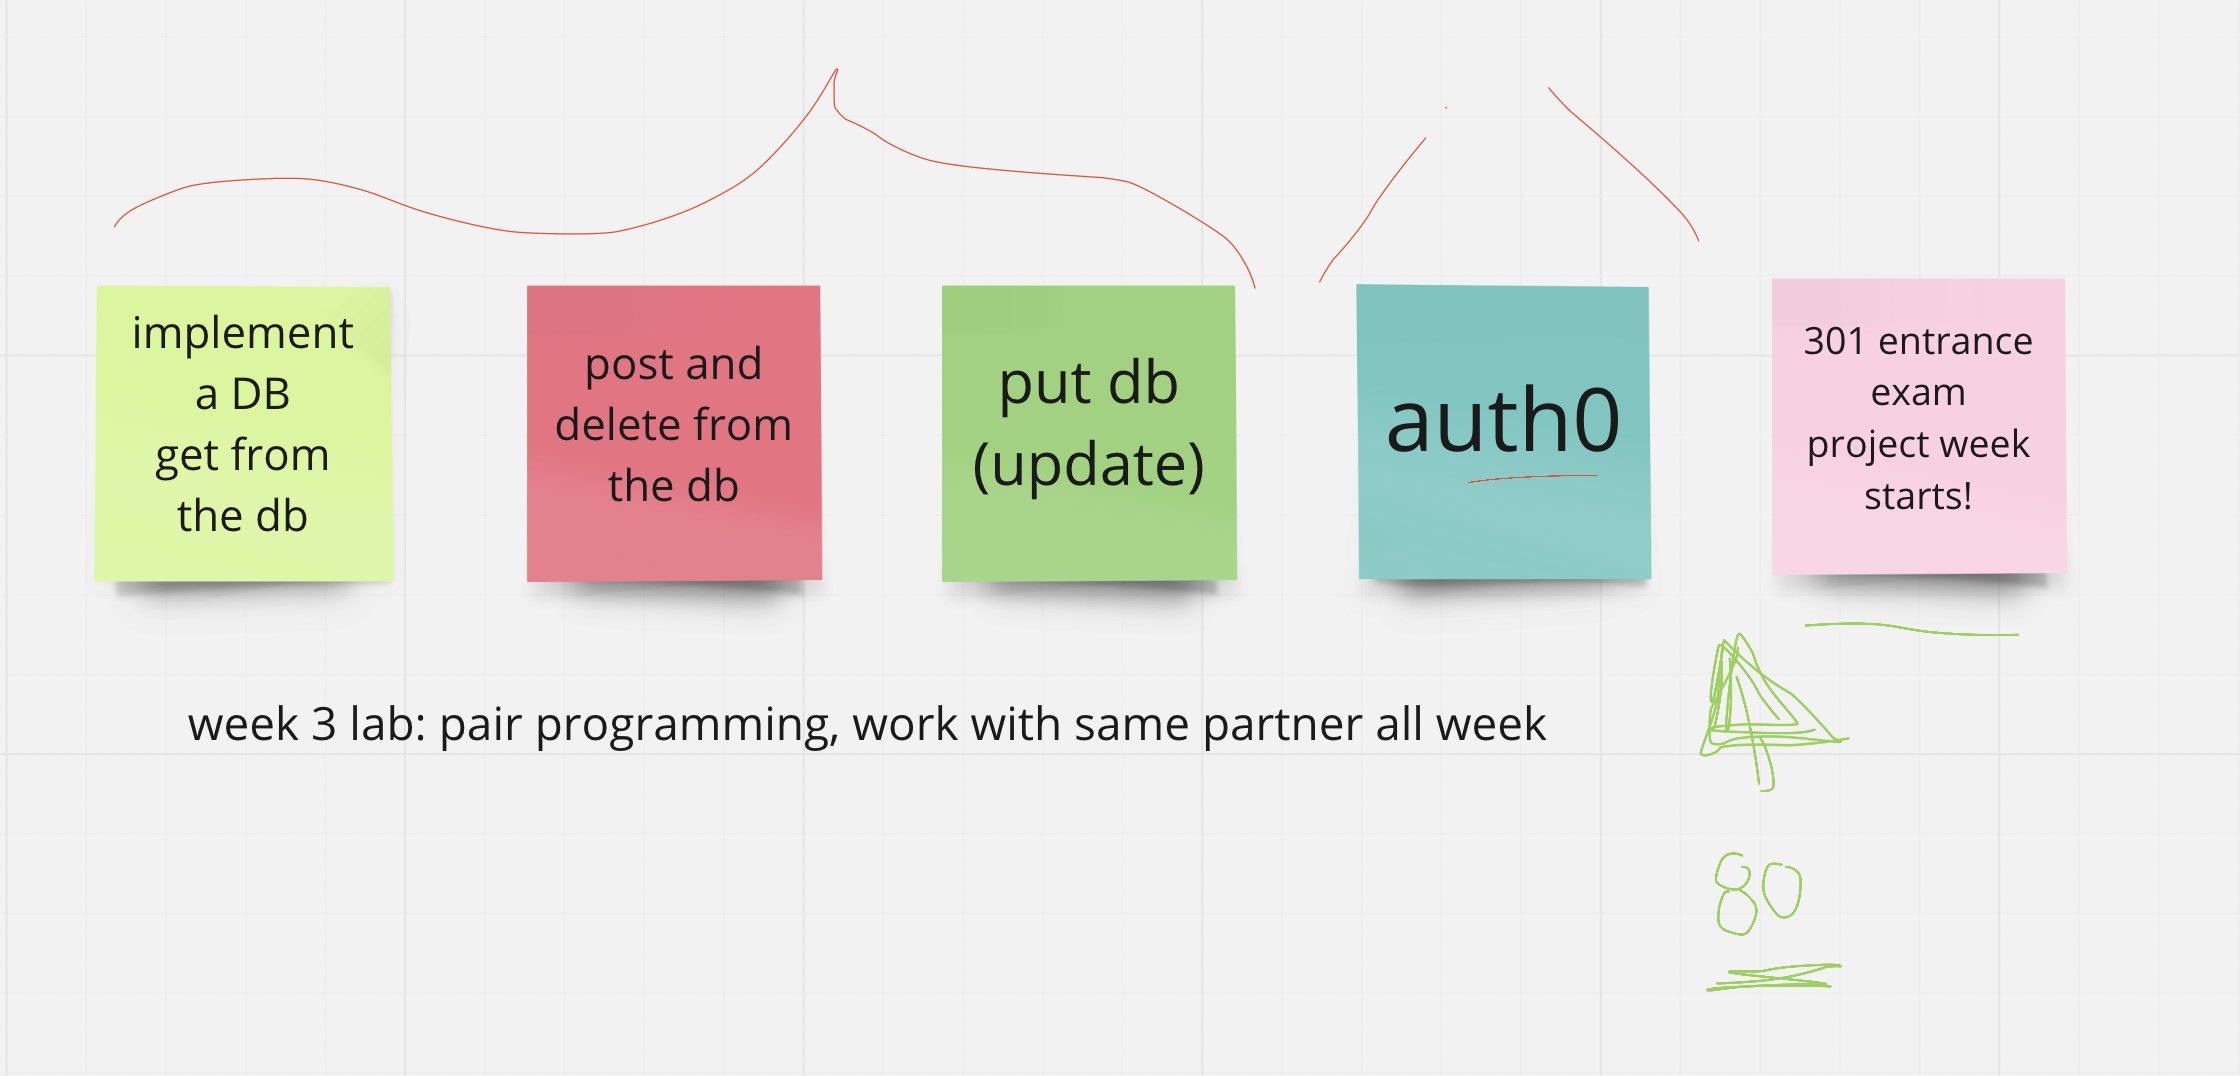 implement
a DB
get from
the db
post and
delete from
the db
put db
(update)
auth0
301 entrance
exam
project week
starts!
week 3 lab: pair programming, work with same partner all week
80